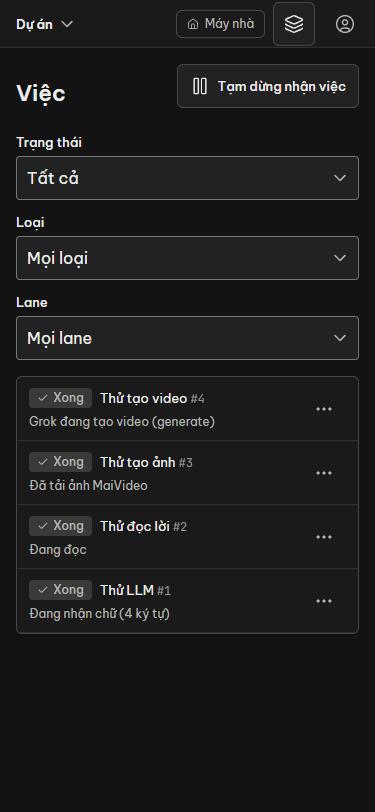 Dự án
Máy nhà
Việc
Tạm dừng nhận việc
Trạng thái
Tất cả
Loại
Mọi loại
Lane
Mọi lane
Xong Thử tạo video #4
Grok đang tạo video (generate)
Xong Thử tạo ảnh #3
Đã tải ảnh MaiVideo
Xong Thử đọc lời #2
Đang đọc
Xong Thử LLM #1
Đang nhận chữ (4 ký tự)